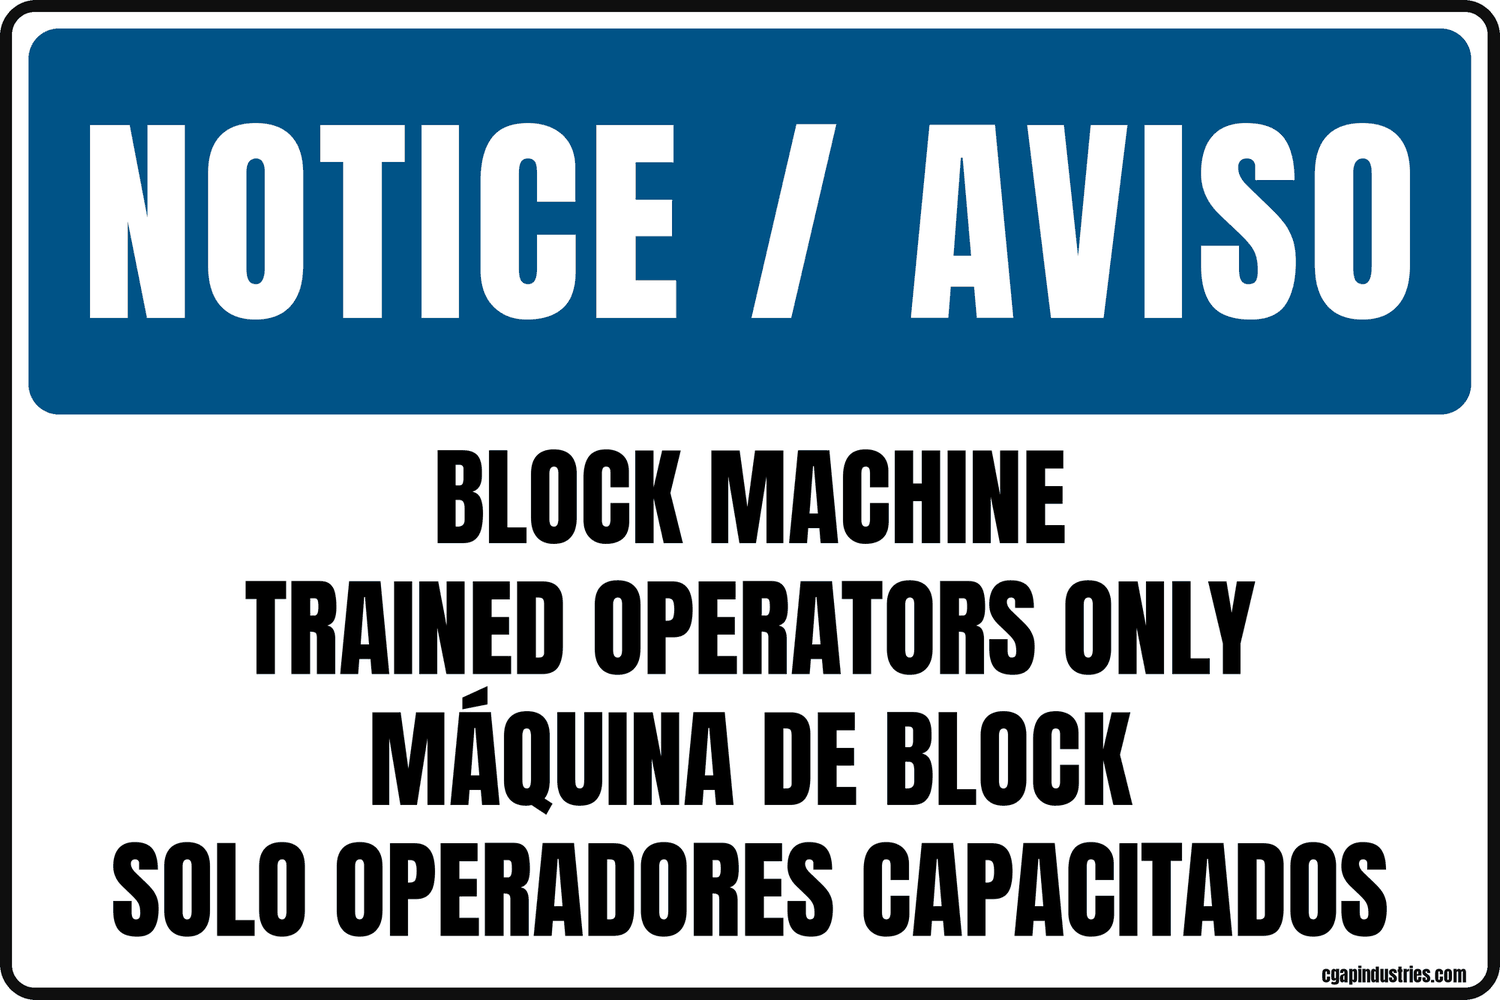 NOTICE / AVISO
BLOCK MACHINE
TRAINED OPERATORS ONLY
MÁQUINA DE BLOCK
SOLO OPERADORES CAPACITADOS
cgapindustries.com